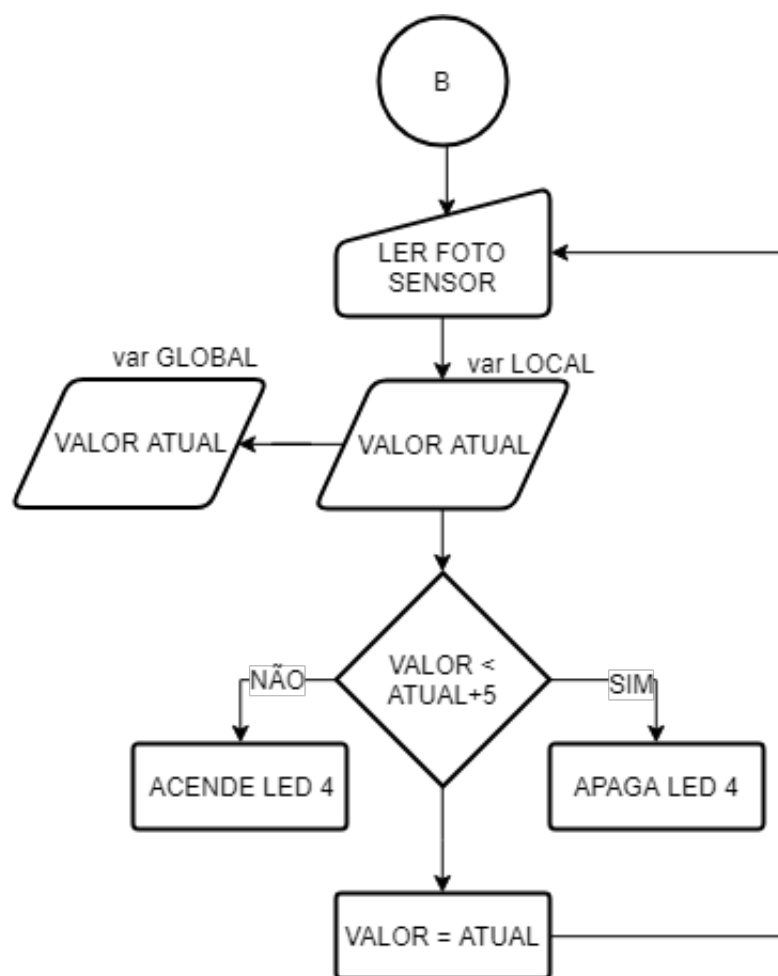 B
LER FOTO
SENSOR
var GLOBAL
var LOCAL
VALOR ATUAL
VALOR ATUAL
VALOR <
ATUAL+5
NÃO
SIM
ACENDE LED 4
APAGA LED 4
VALOR = ATUAL